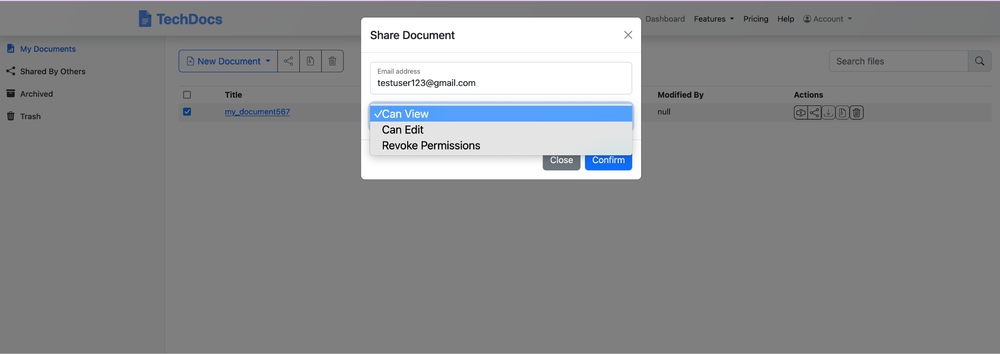 TechDocs
Dashboard Features Pricing Help Account
Share Document
My Documents
Shared By Others
Archived
Trash
New Document
Search files
Email address
testuser123@gmail.com
Title Modified By Actions
my_document567 null
✓Can View
Can Edit
Revoke Permissions
Close Confirm